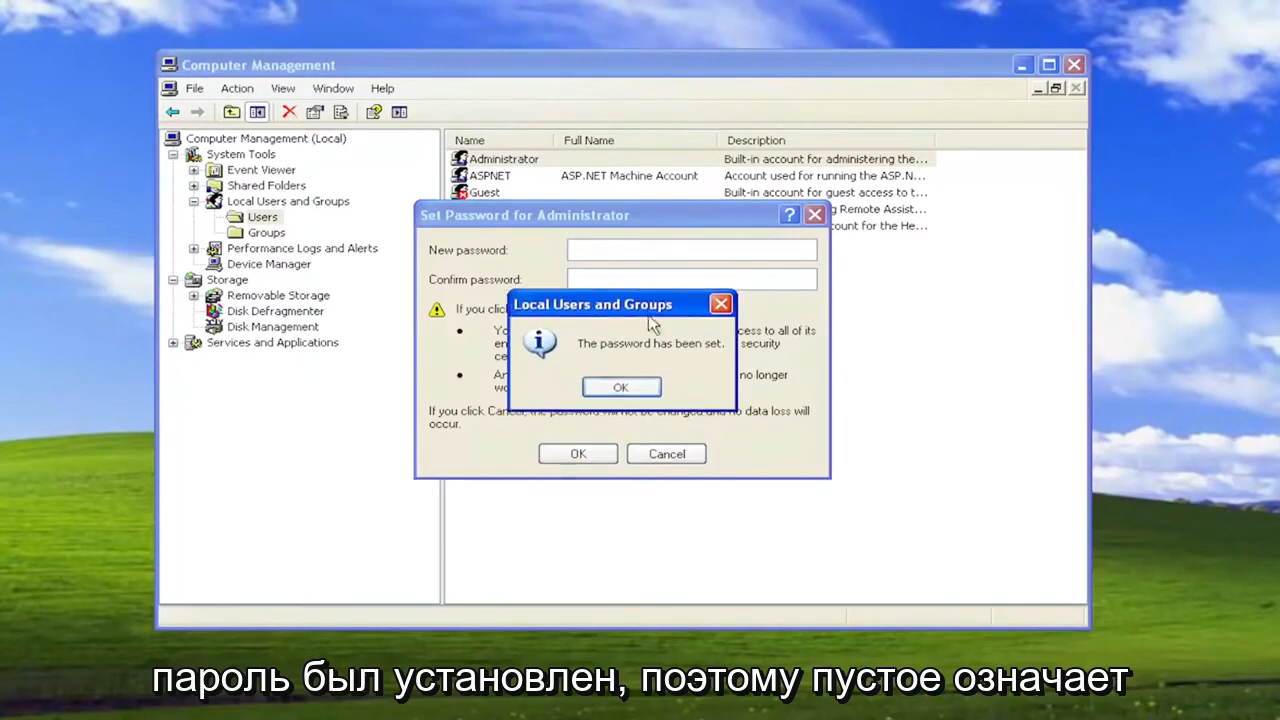 Computer Management
File Action View Window Help
Computer Management (Local)
System Tools
Event Viewer
Shared Folders
Local Users and Groups
Users
Groups
Performance Logs and Alerts
Device Manager
Storage
Removable Storage
Disk Defragmenter
Disk Management
Services and Applications
Name Full Name Description
Administrator Built-in account for administering the...
ASPNET ASP.NET Machine Account Account used for running the ASP.N...
Guest Built-in account for guest access to t...
Remote Assist...
for the He...
Set Password for Administrator
New password:
Confirm password:
If you
to all of its
security
no longer
If you click Cancel, the password will not be changed and no data loss will
occur.
OK Cancel
Local Users and Groups
The password has been set.
OK
пароль был установлен, поэтому пустое означает